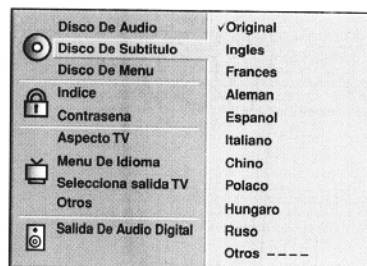 Disco De Audio
Disco De Subtitulo
Disco De Menu
Indice
Contrasena
Aspecto TV
Menu De Idioma
Selecciona salida TV
Otros
Salida De Audio Digital
✓Original
Ingles
Frances
Aleman
Espanol
Italiano
Chino
Polaco
Hungaro
Ruso
Otros – – – –